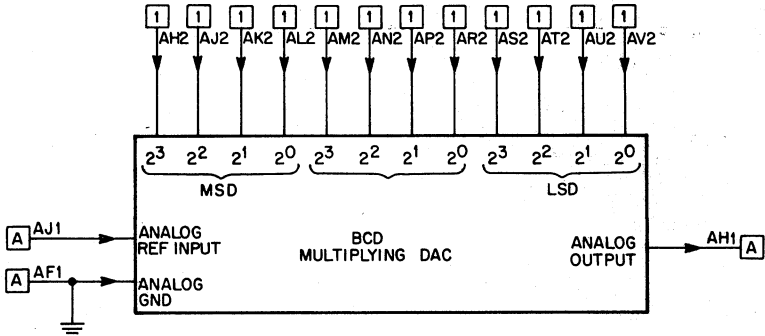 1 1 1 1 1 1 1 1 1 1 1 1
AH2 AJ2 AK2 AL2 AM2 AN2 AP2 AR2 AS2 AT2 AU2 AV2
2³ 2² 2¹ 2⁰ 2³ 2² 2¹ 2⁰ 2³ 2² 2¹ 2⁰
MSD LSD
A AJ1 ANALOG
REF INPUT
BCD
MULTIPLYING DAC
ANALOG
OUTPUT
AH1 A
A AF1 ANALOG
GND